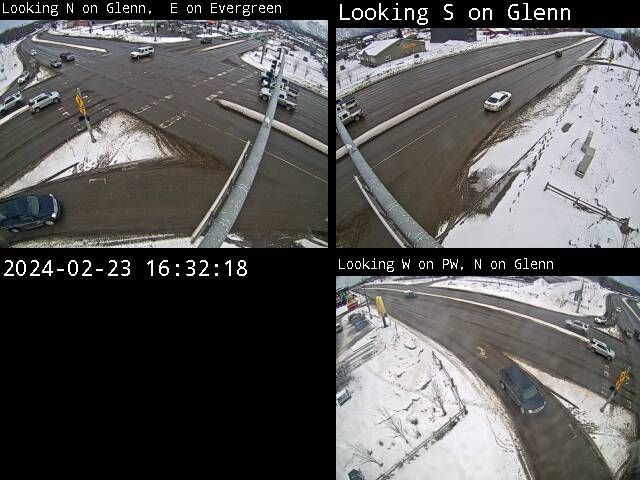 Looking N on Glenn,  E on Evergreen
Looking S on Glenn
2024-02-23 16:32:18
Looking W on PW, N on Glenn